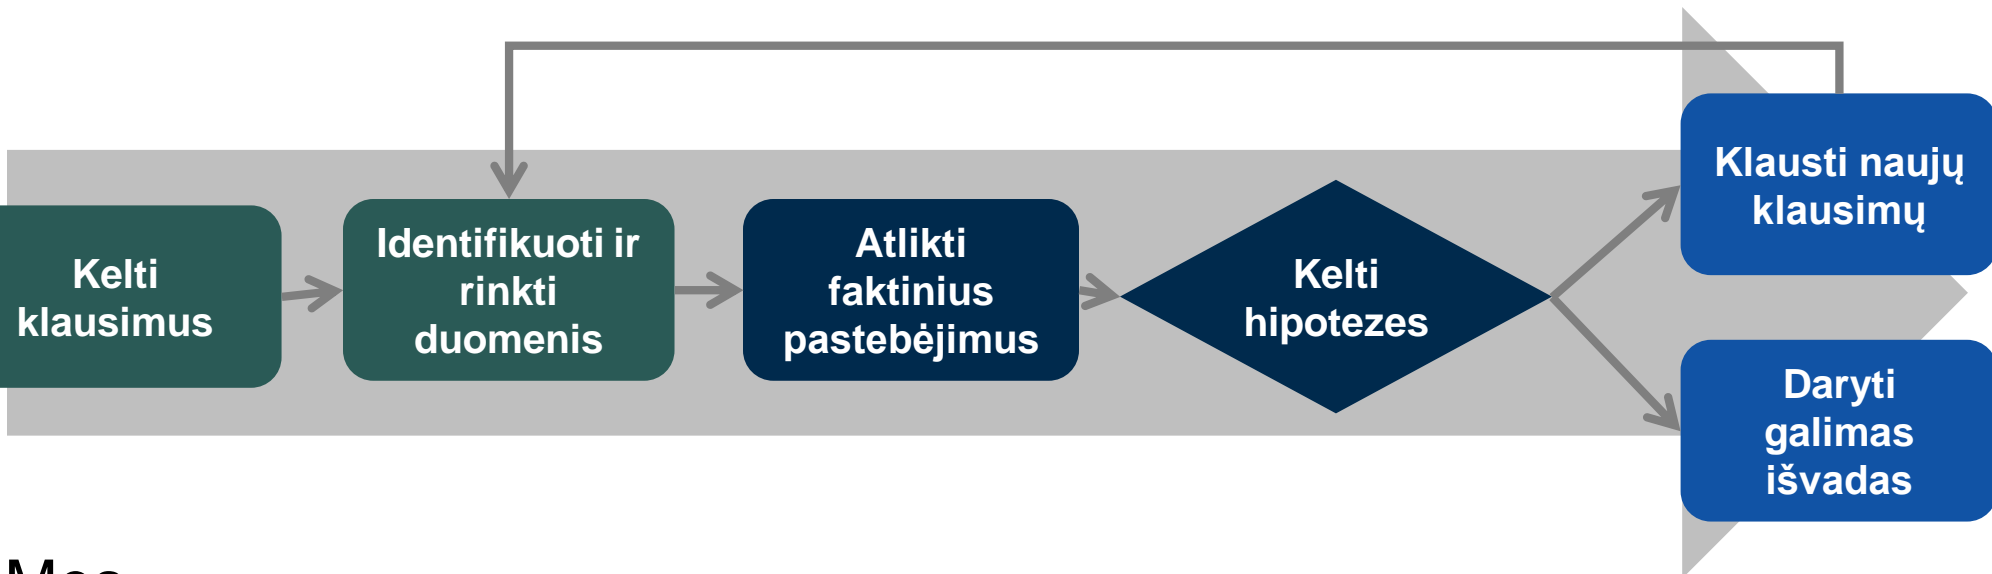 Kelti
klausimus
Identifikuoti ir
rinkti
duomenis
Atlikti
faktinius
pastebėjimus
Kelti
hipotezes
Klausti naujų
klausimų
Daryti
galimas
išvadas